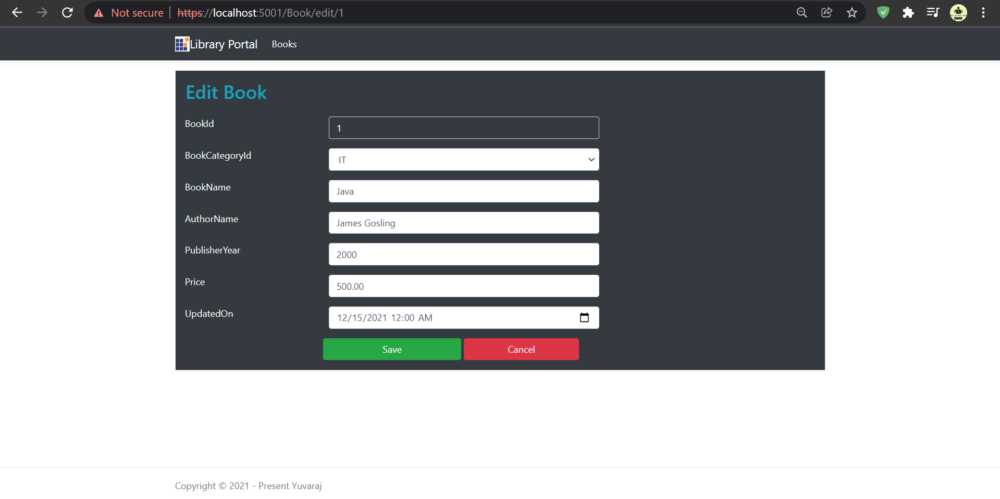 Not secure | https://localhost:5001/Book/edit/1
Library Portal Books
Edit Book
BookId 1
BookCategoryId IT
BookName Java
AuthorName James Gosling
PublisherYear 2000
Price 500.00
UpdatedOn 12/15/2021 12:00 AM
Save Cancel
Copyright © 2021 - Present Yuvaraj